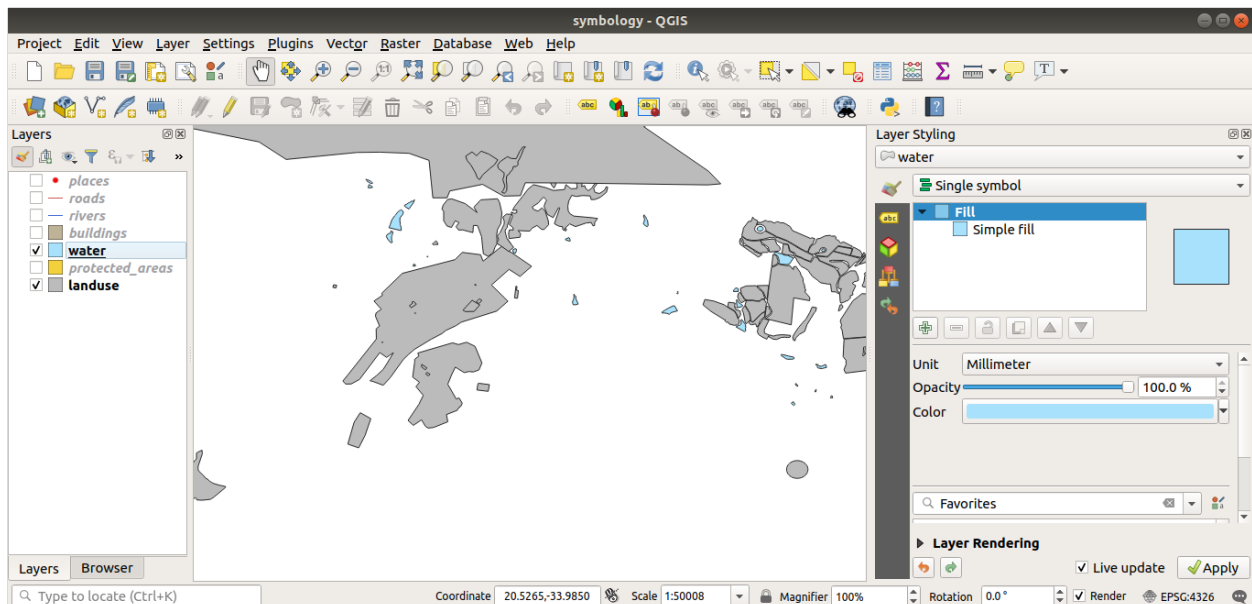 symbology - QGIS
Project Edit View Layer Settings Plugins Vector Raster Database Web Help
Layers
places
roads
rivers
buildings
water
protected_areas
landuse
Layers Browser
Layer Styling
water
Single symbol
Fill
Simple fill
Unit Millimeter
Opacity 100.0 %
Color
Favorites
Layer Rendering
Live update Apply
Type to locate (Ctrl+K) Coordinate 20.5265,-33.9850 Scale 1:50008 Magnifier 100% Rotation 0.0 ° Render EPSG:4326